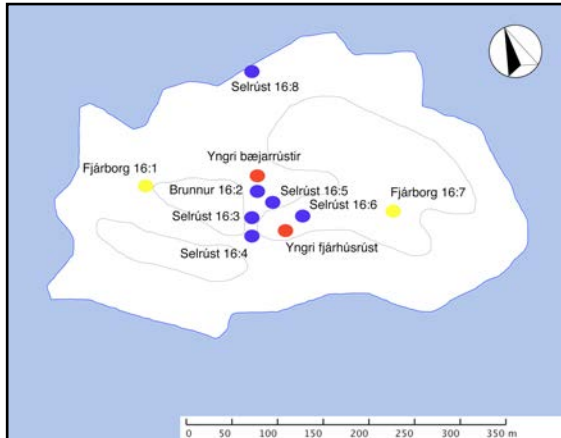 Selrúst 16:8
Yngri bæjarrústir
Fjárborg 16:1
Brunnur 16:2
Selrúst 16:5
Fjárborg 16:7
Selrúst 16:3
Selrúst 16:6
Selrúst 16:4
Yngri fjárhúsrúst
0 50 100 150 200 250 300 350 m